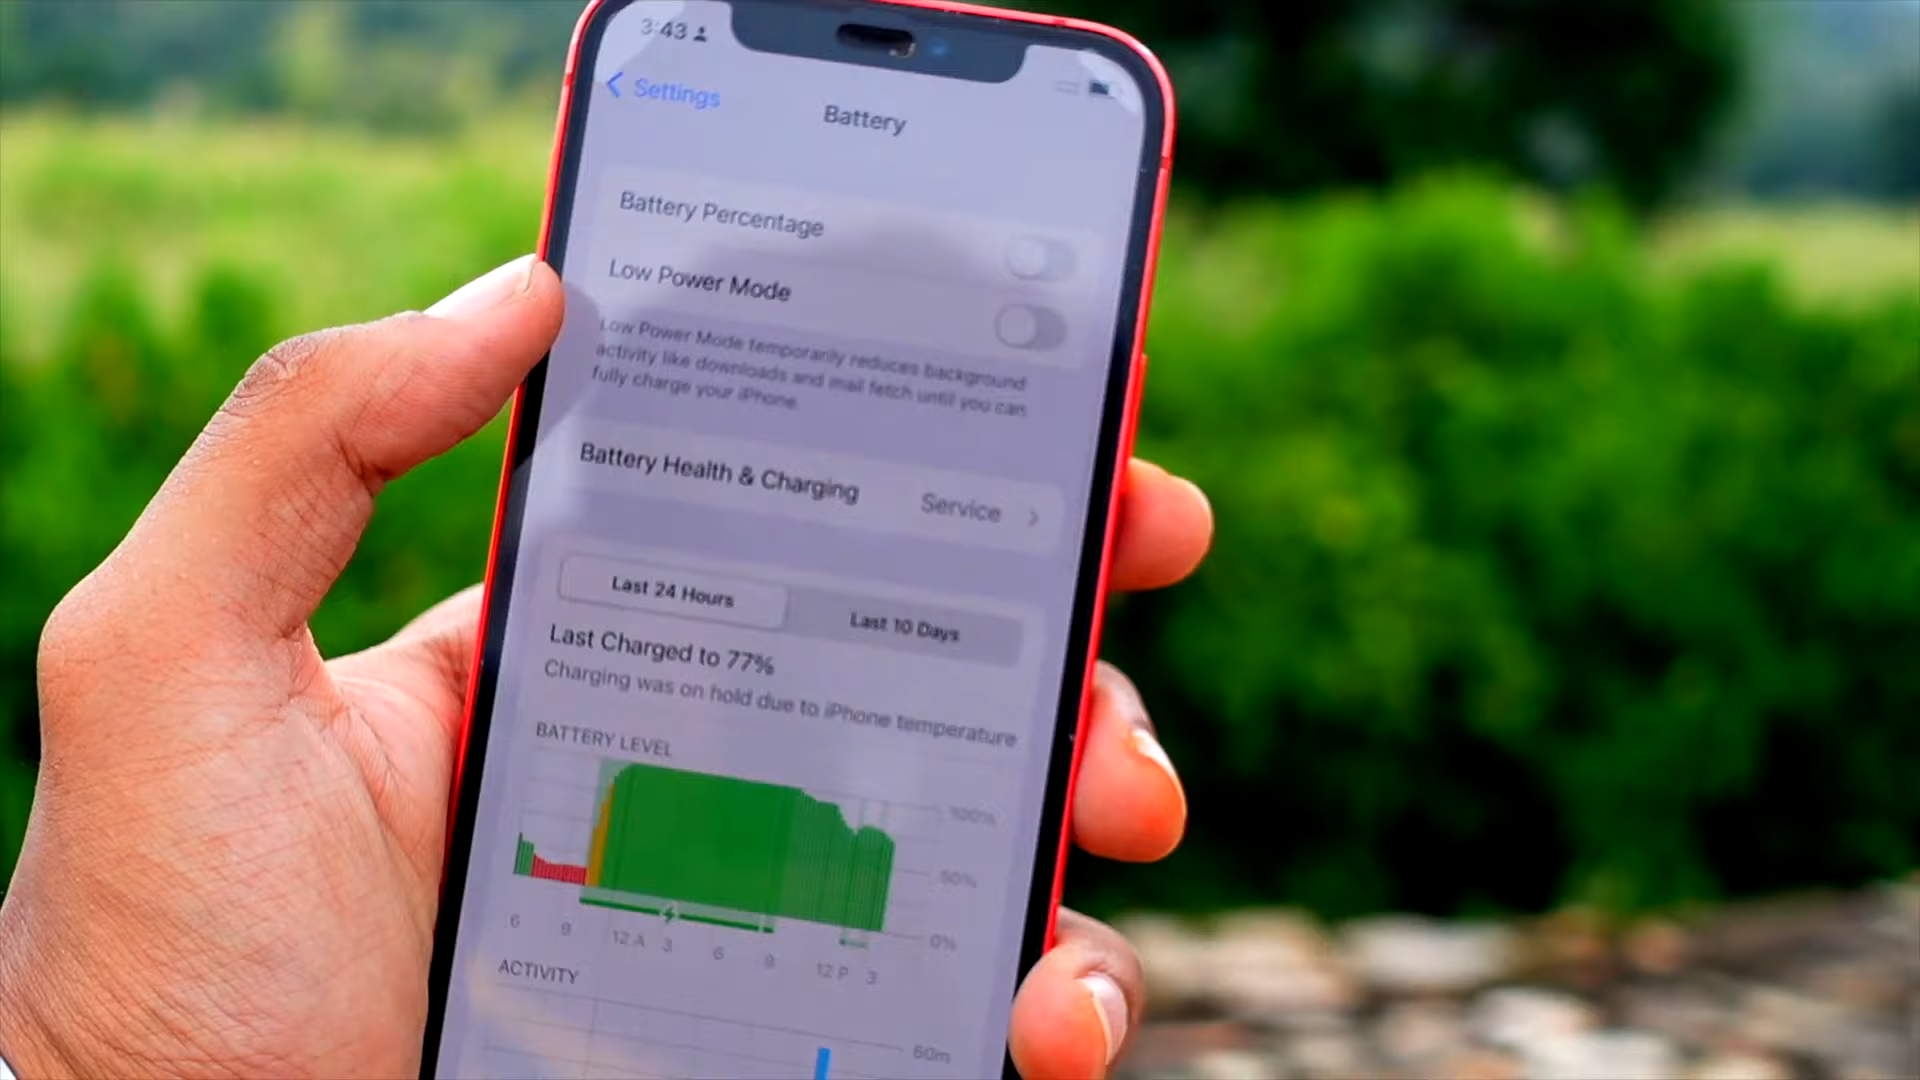 3:43
Settings
Battery
Battery Percentage
Low Power Mode
Low Power Mode temporarily reduces background
activity like downloads and mail fetch until you can
fully charge your iPhone.
Battery Health & Charging Service
Last 24 Hours Last 10 Days
Last Charged to 77%
Charging was on hold due to iPhone temperature
BATTERY LEVEL
100%
50%
0%
6 9 12 A 3 6 9 12 P 3
ACTIVITY
60m